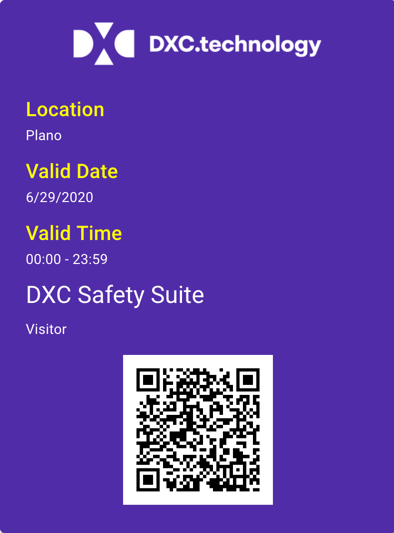 DXC.technology
Location
Plano
Valid Date
6/29/2020
Valid Time
00:00 - 23:59
DXC Safety Suite
Visitor